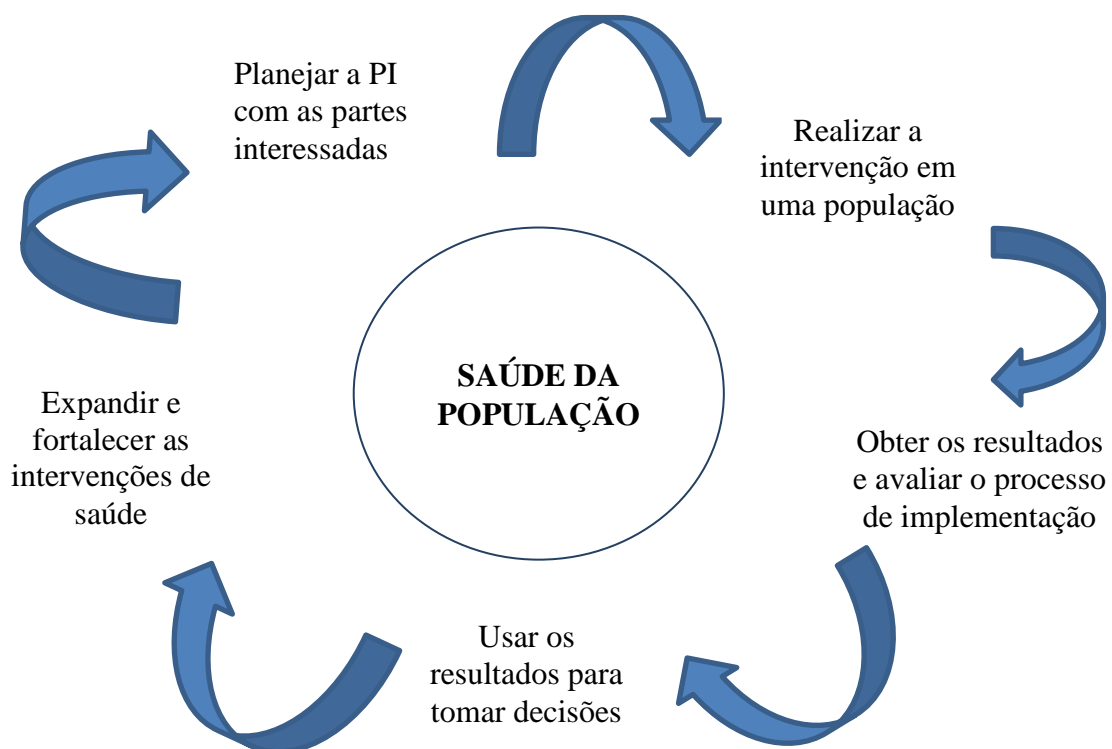 Planejar a PI
com as partes
interessadas
Realizar a
intervenção em
uma população
Obter os resultados
e avaliar o processo
de implementação
Usar os
resultados para
tomar decisões
Expandir e
fortalecer as
intervenções de
saúde
SAÚDE DA
POPULAÇÃO